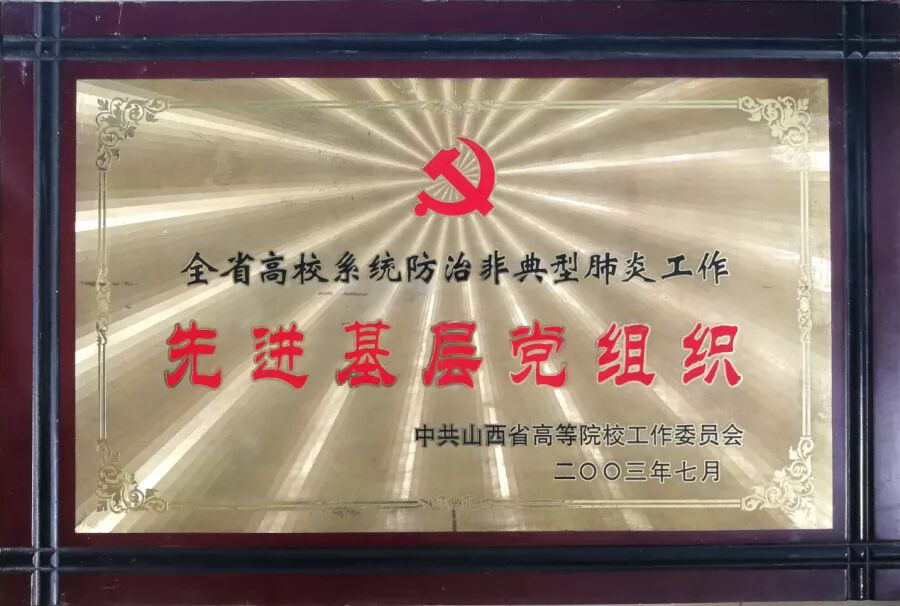 全省高校系统防治非典型肺炎工作
先进基层党组织
中共山西省高等院校工作委员会
二〇〇三年七月